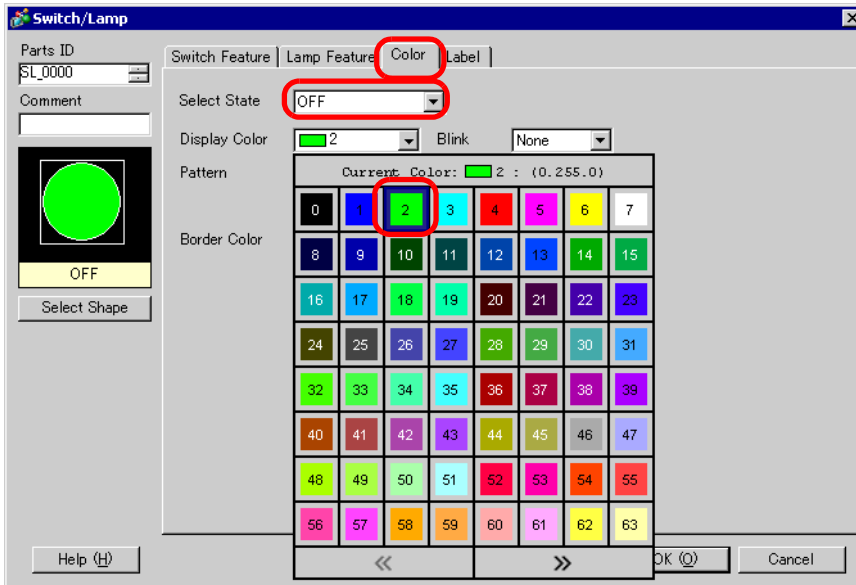 Switch/Lamp
Parts ID
SL_0000
Comment
OFF
Select Shape
Switch Feature Lamp Feature Color Label
Select State OFF
Display Color 2 Blink None
Pattern
Border Color
Current Color: 2 : (0.255.0)
0 1 2 3 4 5 6 7
8 9 10 11 12 13 14 15
16 17 18 19 20 21 22 23
24 25 26 27 28 29 30 31
32 33 34 35 36 37 38 39
40 41 42 43 44 45 46 47
48 49 50 51 52 53 54 55
56 57 58 59 60 61 62 63
« »
Help (H) OK (O) Cancel